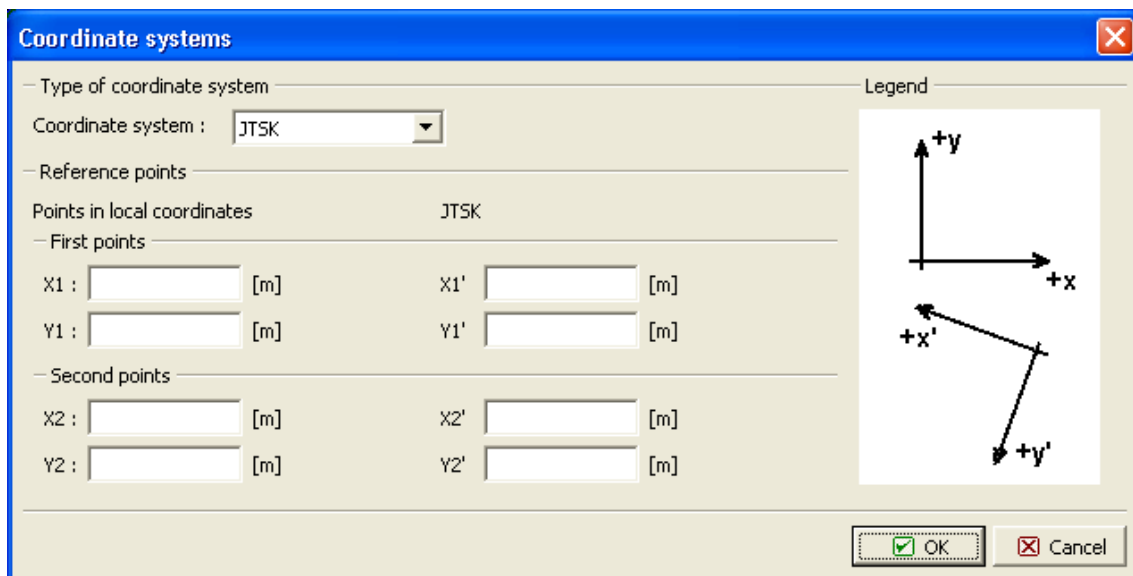 Coordinate systems
Type of coordinate system
Coordinate system : JTSK
Reference points
Points in local coordinates JTSK
First points
X1 : [m] X1' [m]
Y1 : [m] Y1' [m]
Second points
X2 : [m] X2' [m]
Y2 : [m] Y2' [m]
Legend
+y
+x
+x'
+y'
OK Cancel